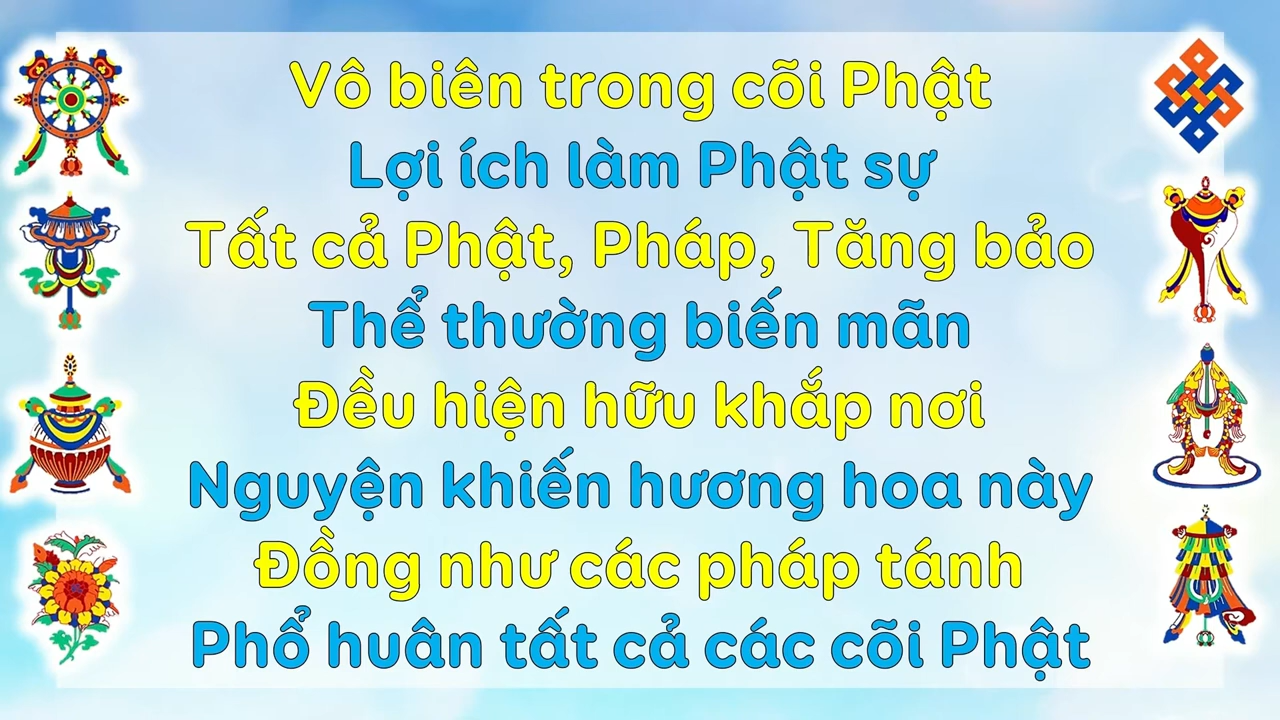 Vô biên trong cõi Phật
Lợi ích làm Phật sự
Tất cả Phật, Pháp, Tăng bảo
Thể thường biến mãn
Đều hiện hữu khắp nơi
Nguyện khiến hương hoa này
Đồng như các pháp tánh
Phổ huân tất cả các cõi Phật